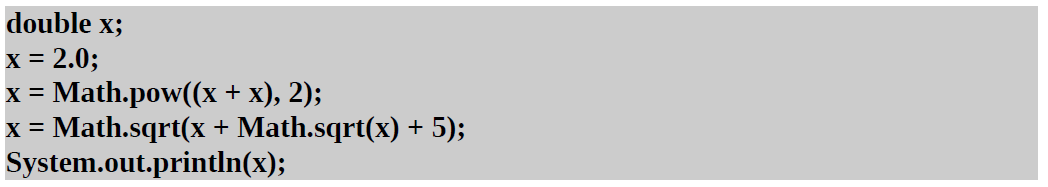 double x;
x = 2.0;
x = Math.pow((x + x), 2);
x = Math.sqrt(x + Math.sqrt(x) + 5);
System.out.println(x);